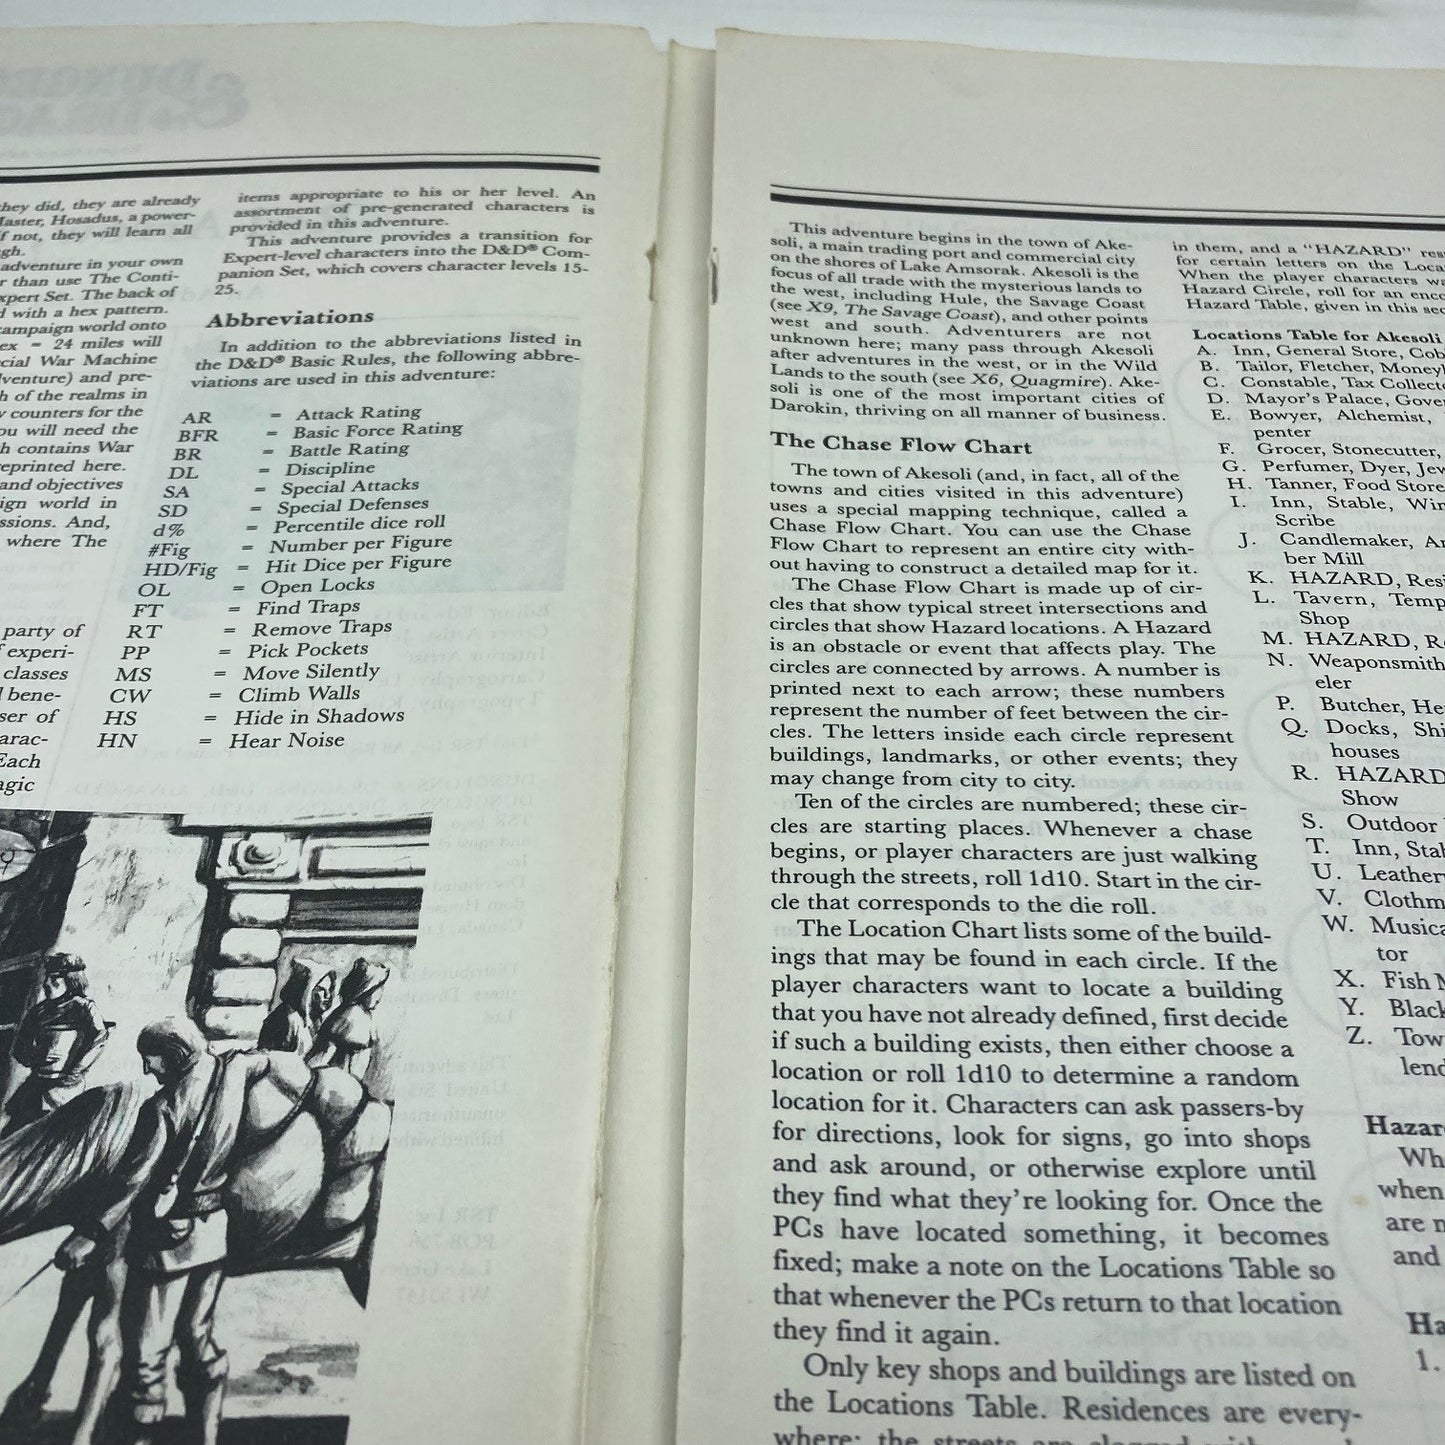 they did, they are already
Master, Hosadus, a power-
if not, they will learn all
gh.
adventure in your own
r than use The Conti-
xpert Set. The back of
d with a hex pattern.
campaign world onto
ex = 24 miles will
cial War Machine
venture) and pre-
h of the realms in
y counters for the
ou will need the
h contains War
eprinted here.
and objectives
ign world in
ssions. And,
where The
party of
f experi-
classes
l bene-
ser of
arac-
Each
agic
items appropriate to his or her level. An
assortment of pre-generated characters is
provided in this adventure.
This adventure provides a transition for
Expert-level characters into the D&D® Com-
panion Set, which covers character levels 15-
25.
Abbreviations
In addition to the abbreviations listed in
the D&D® Basic Rules, the following abbre-
viations are used in this adventure:
AR = Attack Rating
BFR = Basic Force Rating
BR = Battle Rating
DL = Discipline
SA = Special Attacks
SD = Special Defenses
d% = Percentile dice roll
#Fig = Number per Figure
HD/Fig = Hit Dice per Figure
OL = Open Locks
FT = Find Traps
RT = Remove Traps
PP = Pick Pockets
MS = Move Silently
CW = Climb Walls
HS = Hide in Shadows
HN = Hear Noise
This adventure begins in the town of Ake-
soli, a main trading port and commercial city
on the shores of Lake Amsorak. Akesoli is the
focus of all trade with the mysterious lands to
the west, including Hule, the Savage Coast
(see X9, The Savage Coast), and other points
west and south. Adventurers are not
unknown here; many pass through Akesoli
after adventures in the west, or in the Wild
Lands to the south (see X6, Quagmire). Ake-
soli is one of the most important cities of
Darokin, thriving on all manner of business.
The Chase Flow Chart
The town of Akesoli (and, in fact, all of the
towns and cities visited in this adventure)
uses a special mapping technique, called a
Chase Flow Chart. You can use the Chase
Flow Chart to represent an entire city with-
out having to construct a detailed map for it.
The Chase Flow Chart is made up of cir-
cles that show typical street intersections and
circles that show Hazard locations. A Hazard
is an obstacle or event that affects play. The
circles are connected by arrows. A number is
printed next to each arrow; these numbers
represent the number of feet between the cir-
cles. The letters inside each circle represent
buildings, landmarks, or other events; they
may change from city to city.
Ten of the circles are numbered; these cir-
cles are starting places. Whenever a chase
begins, or player characters are just walking
through the streets, roll 1d10. Start in the cir-
cle that corresponds to the die roll.
The Location Chart lists some of the build-
ings that may be found in each circle. If the
player characters want to locate a building
that you have not already defined, first decide
if such a building exists, then either choose a
location or roll 1d10 to determine a random
location for it. Characters can ask passers-by
for directions, look for signs, go into shops
and ask around, or otherwise explore until
they find what they're looking for. Once the
PCs have located something, it becomes
fixed; make a note on the Locations Table so
that whenever the PCs return to that location
they find it again.
Only key shops and buildings are listed on
the Locations Table. Residences are every-
where; the streets are
in them, and a "HAZARD" res
for certain letters on the Loca
When the player characters wa
Hazard Circle, roll for an enc
Hazard Table, given in this sec
Locations Table for Akesoli
A. Inn, General Store, Cob
B. Tailor, Fletcher, Moneyl
C. Constable, Tax Collecto
D. Mayor's Palace, Gover
E. Bowyer, Alchemist,
penter
F. Grocer, Stonecutter,
G. Perfumer, Dyer, Jew
H. Tanner, Food Store
I. Inn, Stable, Win
Scribe
J. Candlemaker, Ar
ber Mill
K. HAZARD, Resi
L. Tavern, Temp
Shop
M. HAZARD, Re
N. Weaponsmith
eler
P. Butcher, He
Q. Docks, Shi
houses
R. HAZARD
Show
S. Outdoor
T. Inn, Stab
U. Leather
V. Clothm
W. Musica
tor
X. Fish M
Y. Black
Z. Tow
lend
Hazar
Wh
when
are n
and
Ha
1.